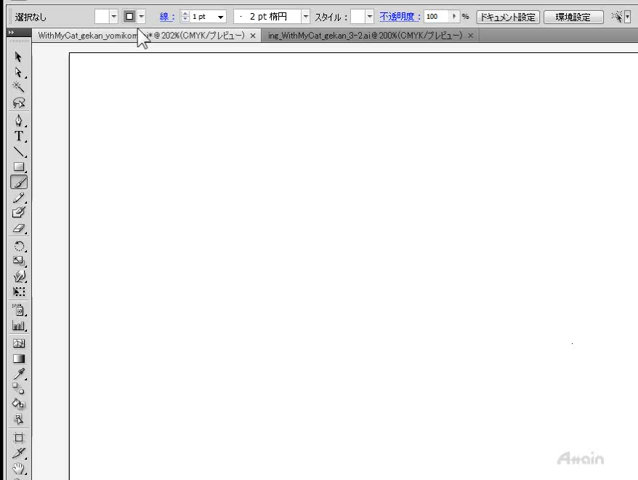 選択なし 線： 1 pt 2 pt 楕円 スタイル： 不透明度： 100 % ドキュメント設定 環境設定
WithMyCat_gekan_yomikom @ 202% (CMYK/プレビュー) × ing_WithMyCat_gekan_3-2.ai @ 200% (CMYK/プレビュー) ×
Attain